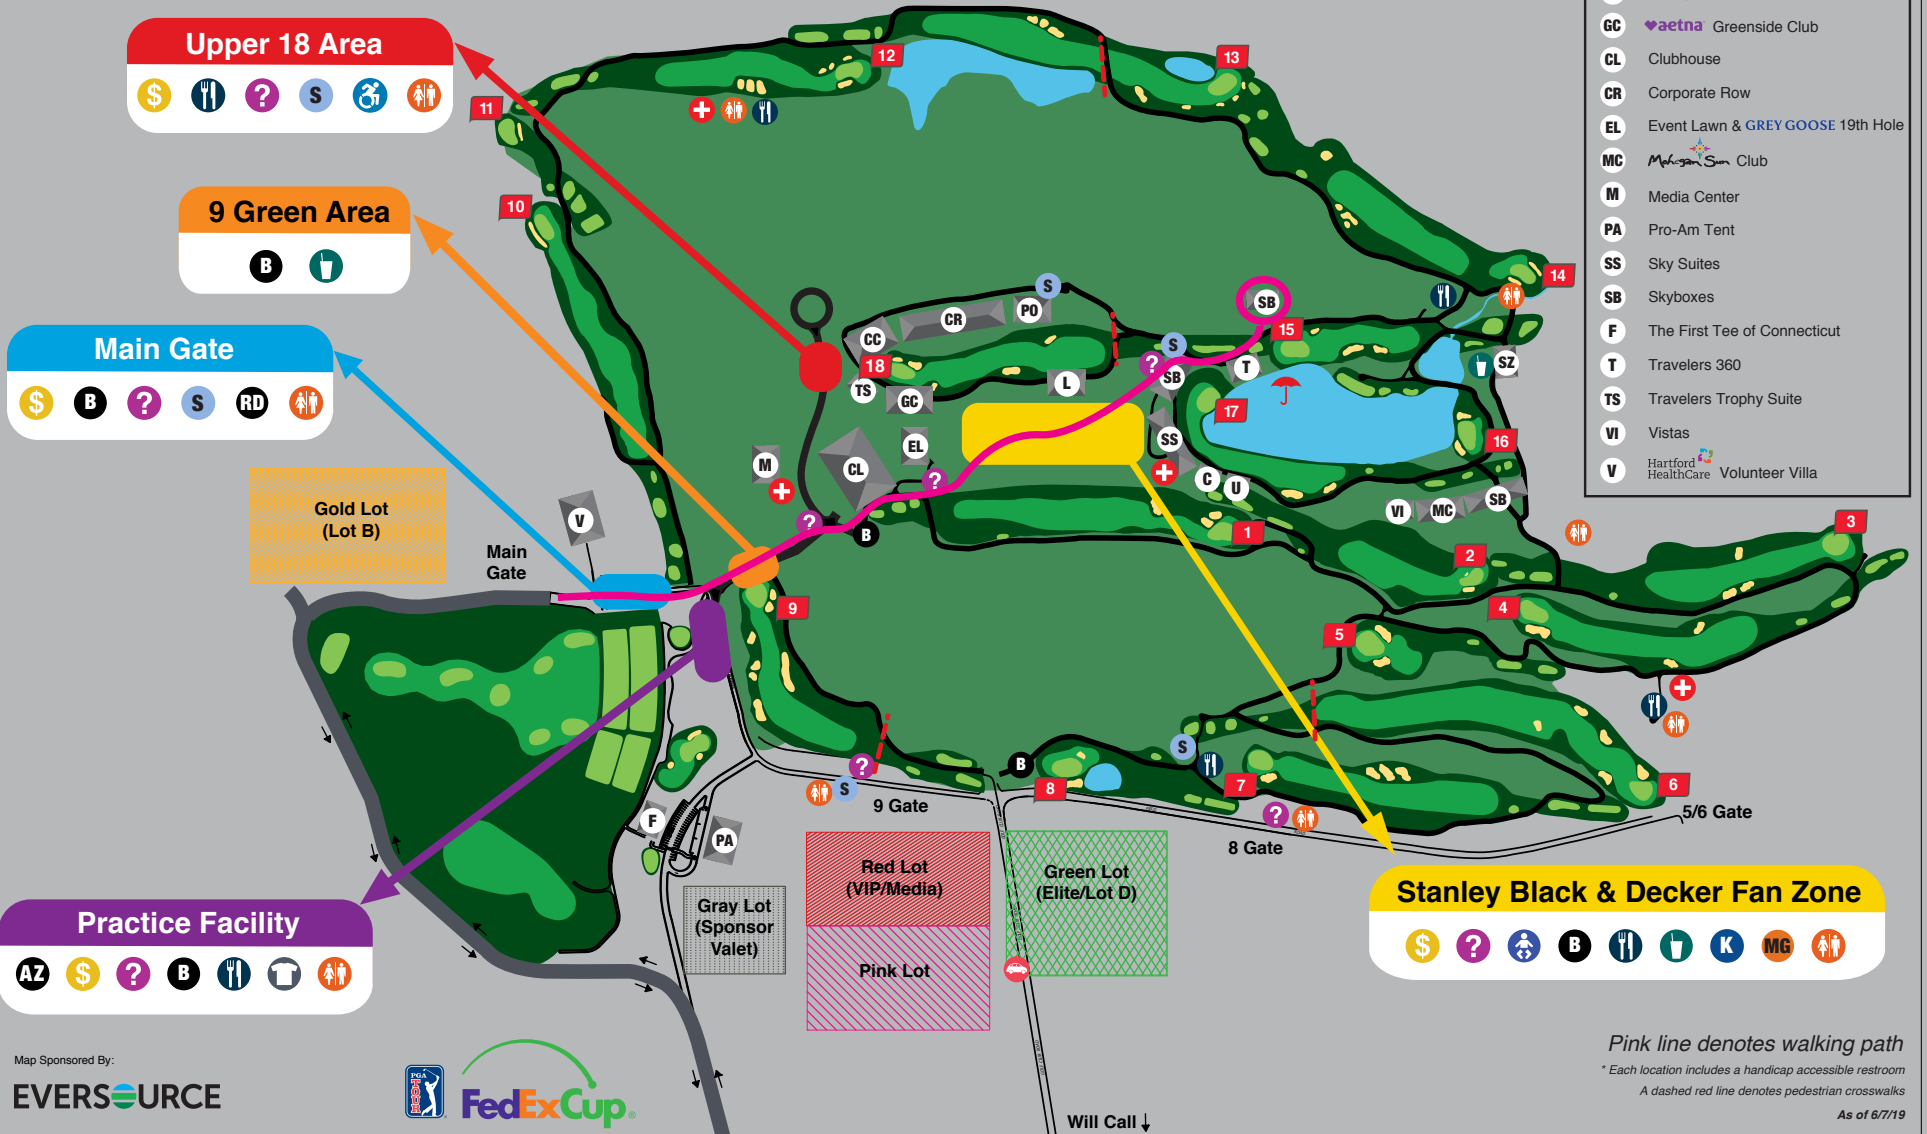 Upper 18 Area
$
?
S
9 Green Area
B
Main Gate
$
B
?
S
RD
Gold Lot
(Lot B)
Main
Gate
V
11
12
13
10
14
15
16
17
18
1
2
3
4
5
6
7
8
9
CC
CR
PO
S
SB
S
?
SB
T
TS
GC
L
EL
M
CL
?
?
B
SS
C
U
SZ
VI
MC
SB
S
B
?
S
?
9 Gate
8 Gate
5/6 Gate
F
PA
Gray Lot
(Sponsor
Valet)
Red Lot
(VIP/Media)
Pink Lot
Green Lot
(Elite/Lot D)
Practice Facility
AZ
$
?
B
Stanley Black & Decker Fan Zone
$
?
B
K
MG
GC aetna Greenside Club
CL Clubhouse
CR Corporate Row
EL Event Lawn & GREY GOOSE 19th Hole
MC Mohegan Sun Club
M Media Center
PA Pro-Am Tent
SS Sky Suites
SB Skyboxes
F The First Tee of Connecticut
T Travelers 360
TS Travelers Trophy Suite
VI Vistas
V Hartford HealthCare Volunteer Villa
Map Sponsored By:
EVERSOURCE
PGA
TOUR
FedExCup
Will Call
Pink line denotes walking path
* Each location includes a handicap accessible restroom
A dashed red line denotes pedestrian crosswalks
As of 6/7/19